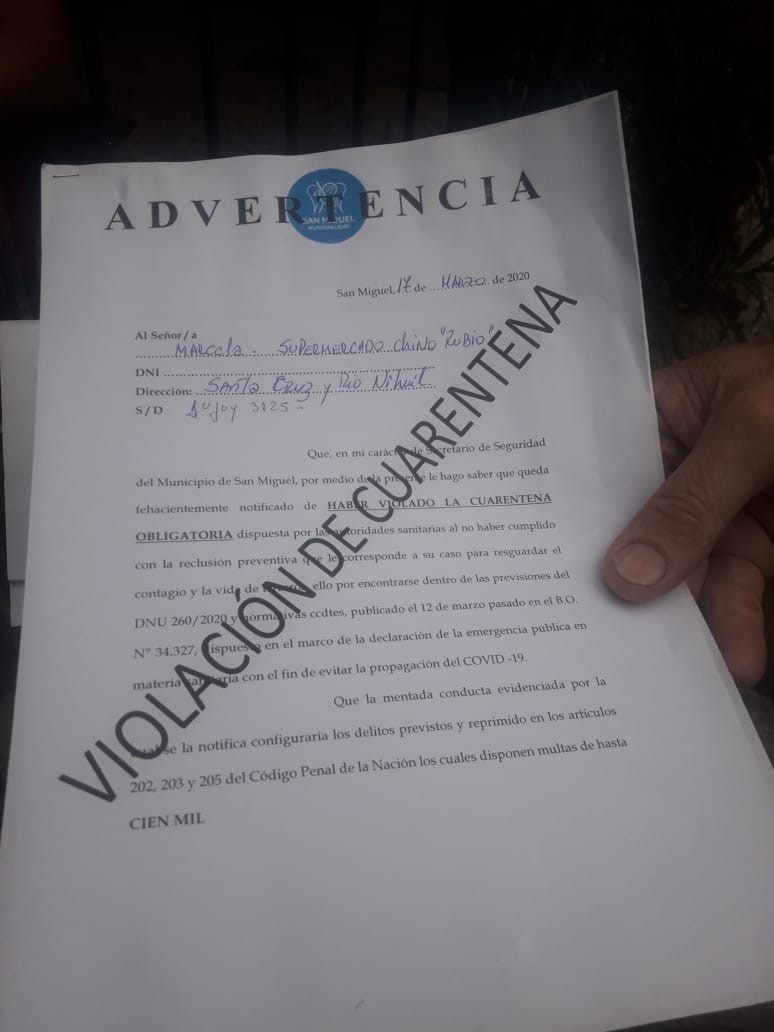 ADVERTENCIA
SAN MIGUEL
San Miguel, 17 de ... MARZO .. de 2020
Al Señor/a
MARcela - SUPERMERCADO ChiNO "RuBio"
DNI
Dirección: Santa Cruz y Rio Nihuil
S/D Jujuy 3125 -
VIOLACIÓN DE CUARENTENA
Que, en mi carácter de Secretario de Seguridad
del Municipio de San Miguel, por medio de la presente le hago saber que queda
fehacientemente notificado de HABER VIOLADO LA CUARENTENA
OBLIGATORIA dispuesta por las autoridades sanitarias al no haber cumplido
con la reclusión preventiva que le corresponde a su caso para resguardar el
contagio y la vida de ello por encontrarse dentro de las previsiones del
DNU 260/2020 y normativas ccdtes, publicado el 12 de marzo pasado en el B.O.
Nº 34.327, dispuesto en el marco de la declaración de la emergencia pública en
materia sanitaria con el fin de evitar la propagación del COVID -19.
Que la mentada conducta evidenciada por la
cual se la notifica configuraría los delitos previstos y reprimido en los artículos
202, 203 y 205 del Código Penal de la Nación los cuales disponen multas de hasta
CIEN MIL